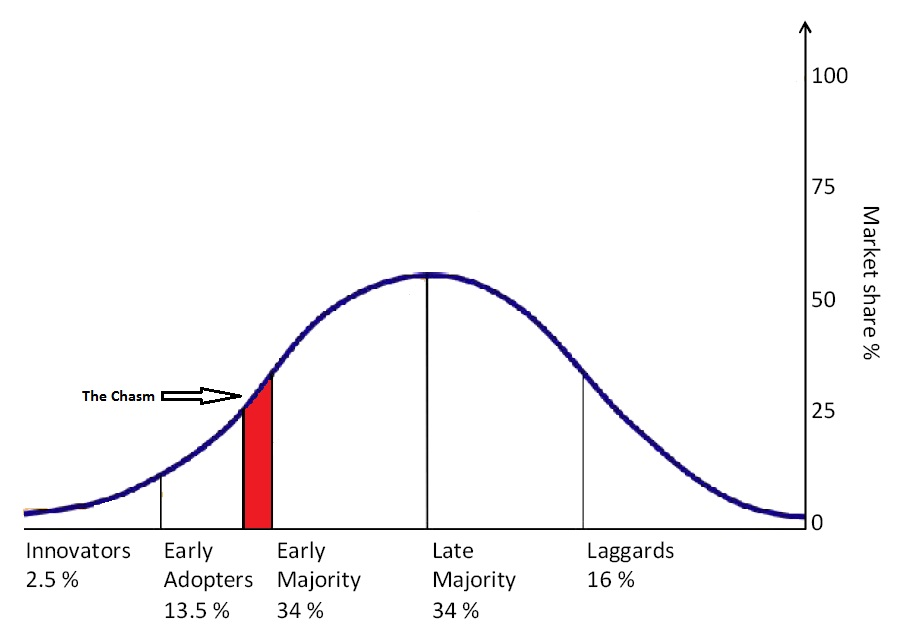 100
75
50
25
0
Market share %
The Chasm
Innovators
2.5 %
Early
Adopters
13.5 %
Early
Majority
34 %
Late
Majority
34 %
Laggards
16 %